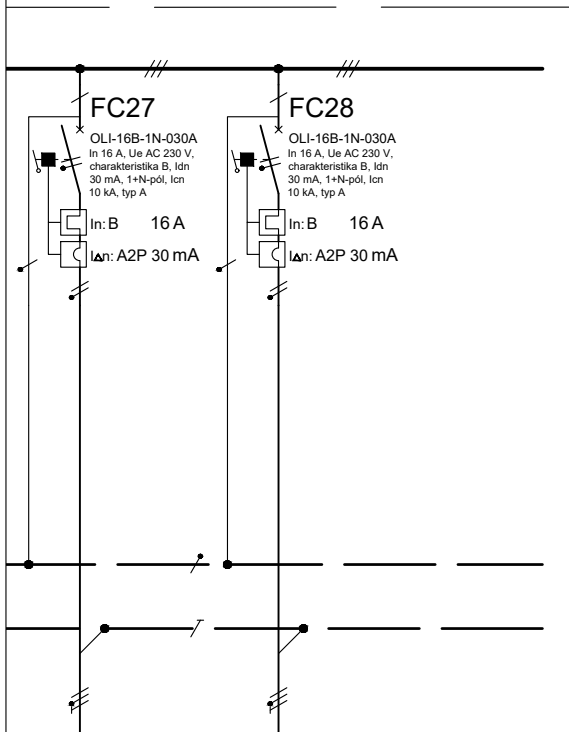 FC27
OLI-16B-1N-030A
In 16 A, Ue AC 230 V,
charakteristika B, Idn
30 mA, 1+N-pól, Icn
10 kA, typ A
In: B 16 A
IΔn: A2P 30 mA
FC28
OLI-16B-1N-030A
In 16 A, Ue AC 230 V,
charakteristika B, Idn
30 mA, 1+N-pól, Icn
10 kA, typ A
In: B 16 A
IΔn: A2P 30 mA